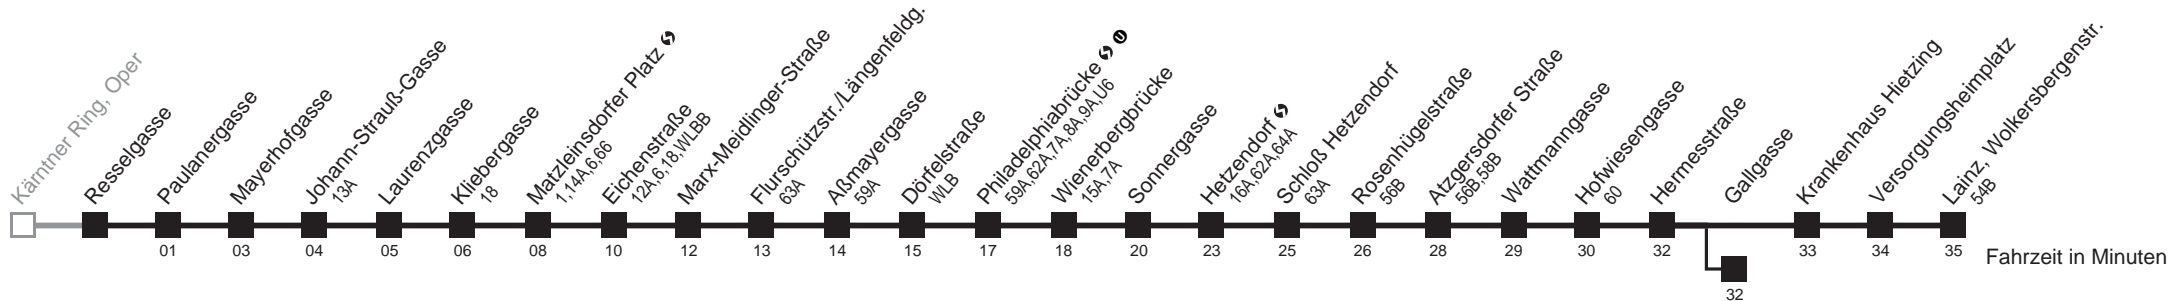 Kärntner Ring, Oper
Resselgasse
Paulanergasse
Mayerhofgasse
Johann-Strauß-Gasse
13A
Laurenzgasse
Kliebergasse
18
Matzleinsdorfer Platz
1,14A,6,66
Eichenstraße
12A,6,18,WLBB
Marx-Meidlinger-Straße
Flurschützstr./Längenfeldg.
63A
Aßmayergasse
59A
Dörfelstraße
WLB
Philadelphiabrücke U
59A,62A,7A,8A,9A,U6
Wienerbergbrücke
15A,7A
Sonnergasse
Hetzendorf
16A,62A,64A
Schloß Hetzendorf
63A
Rosenhügelstraße
56B
Atzgersdorfer Straße
56B,58B
Wattmanngasse
Hofwiesengasse
60
Hermesstraße
Gallgasse
Krankenhaus Hietzing
Versorgungsheimplatz
Lainz, Wolkersbergenstr.
54B
01 03 04 05 06 08 10 12 13 14 15 17 18 20 23 25 26 28 29 30 32 33 34 35
Fahrzeit in Minuten
32